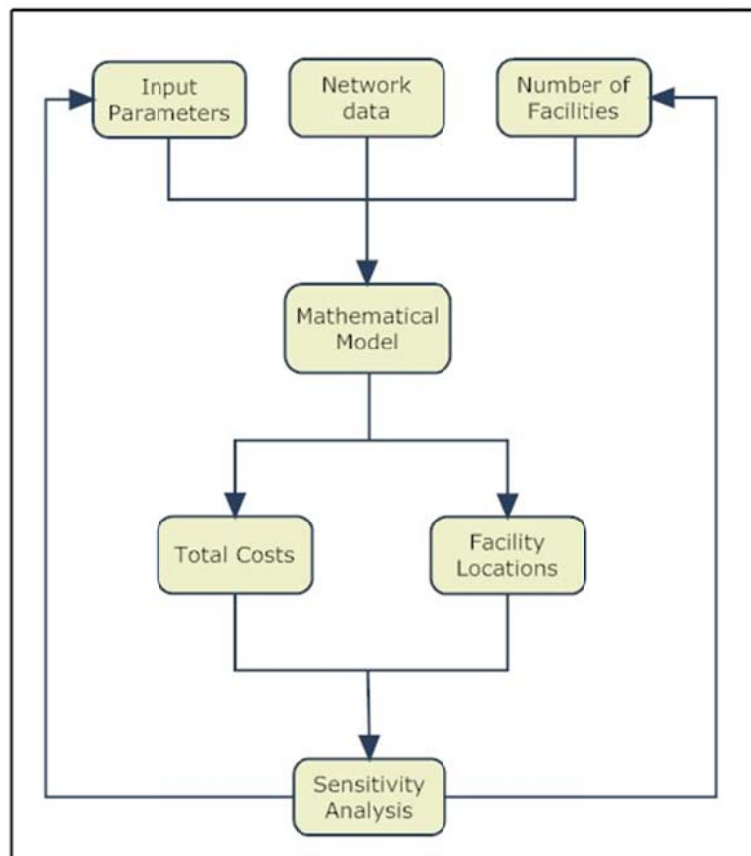 Input
Parameters
Network
data
Number of
Facilities
Mathematical
Model
Total Costs
Facility
Locations
Sensitivity
Analysis